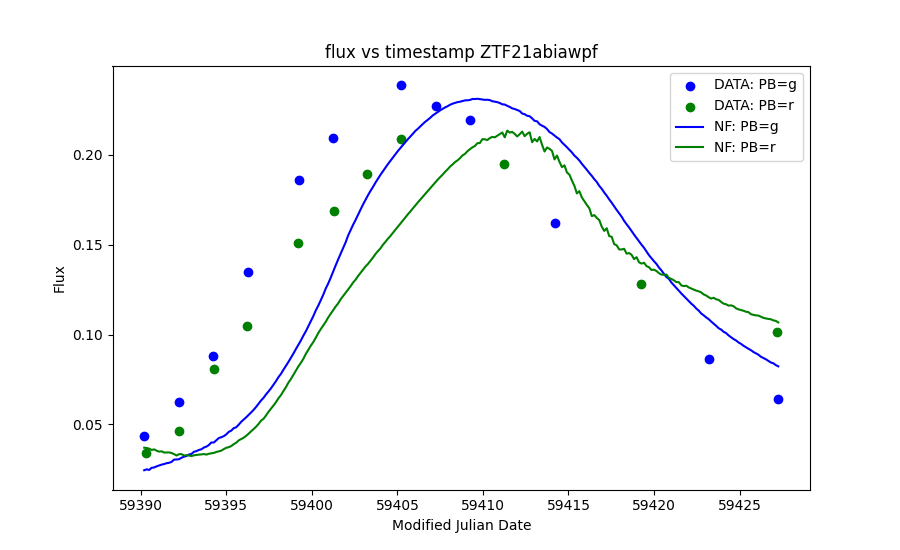 flux vs timestamp ZTF21abiawpf
DATA: PB=g
DATA: PB=r
NF: PB=g
NF: PB=r
0.20
0.15
0.10
0.05
Flux
59390
59395
59400
59405
59410
59415
59420
59425
Modified Julian Date